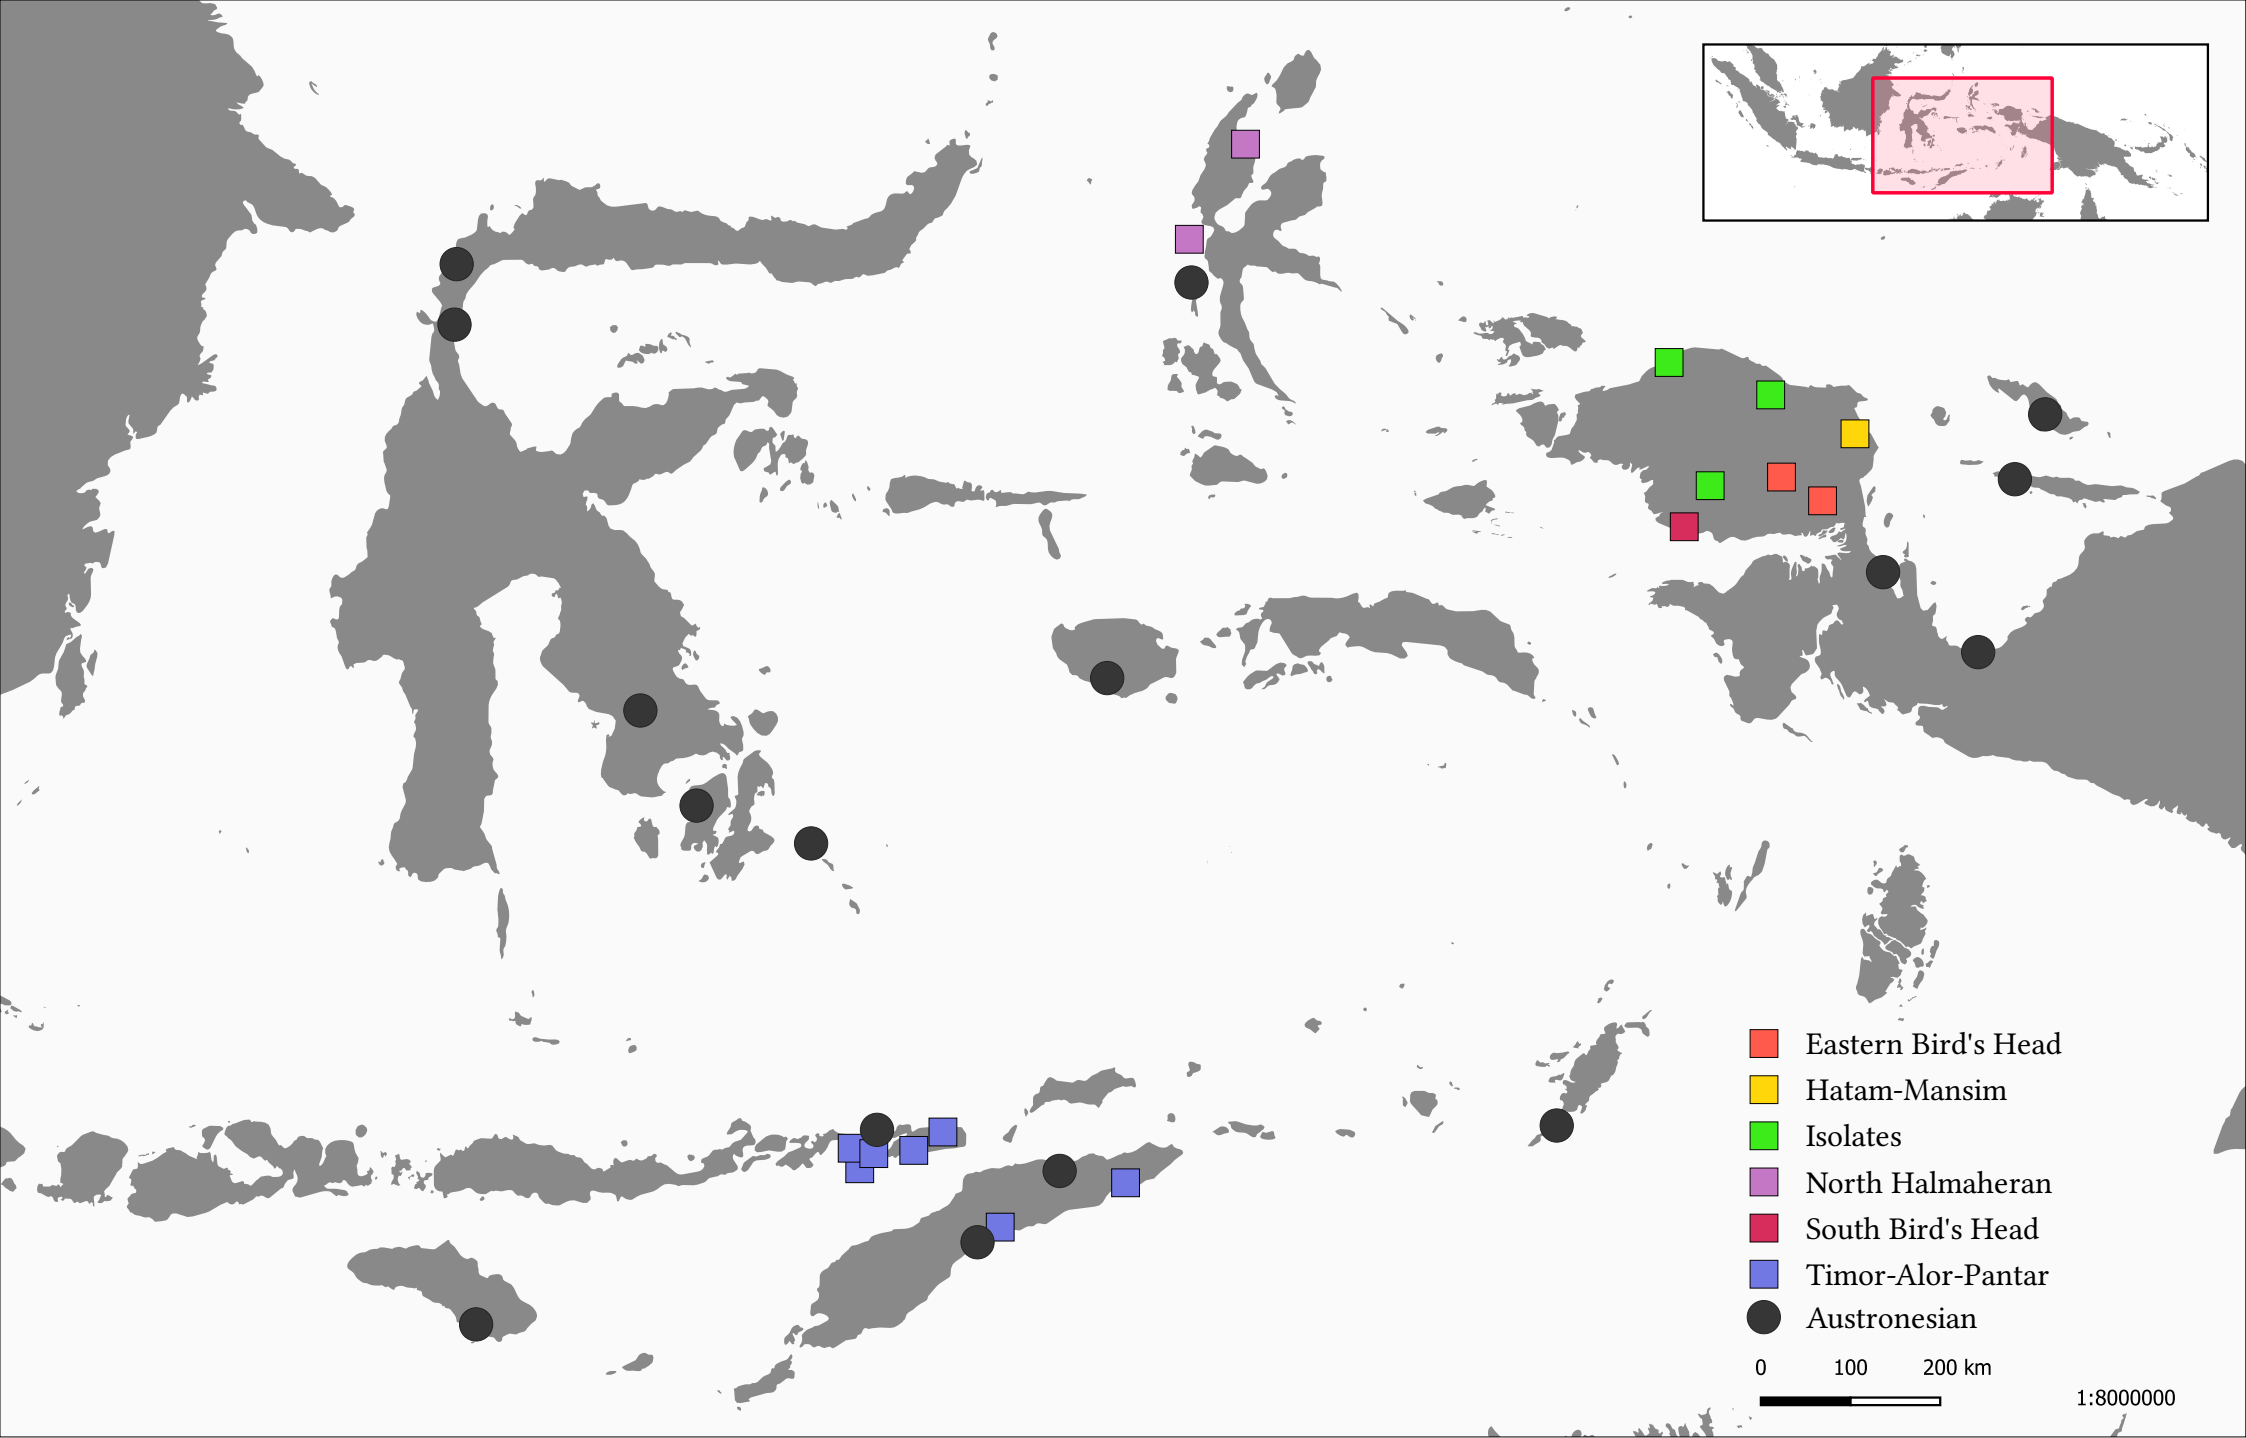 Eastern Bird's Head
Hatam-Mansim
Isolates
North Halmaheran
South Bird's Head
Timor-Alor-Pantar
Austronesian
0 100 200 km
1:8000000